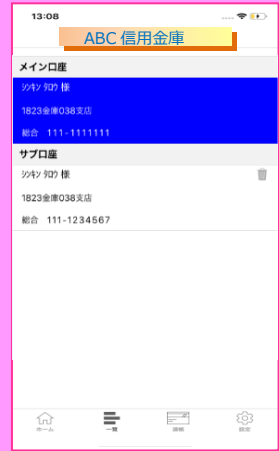 13:08
ABC 信用金庫
メイン口座
ｼﾝｷﾝ ﾀﾛｳ 様
1823金庫038支店
総合 111-1111111
サブ口座
ｼﾝｷﾝ ﾀﾛｳ 様
1823金庫038支店
総合 111-1234567
ホーム 一覧 通帳 設定